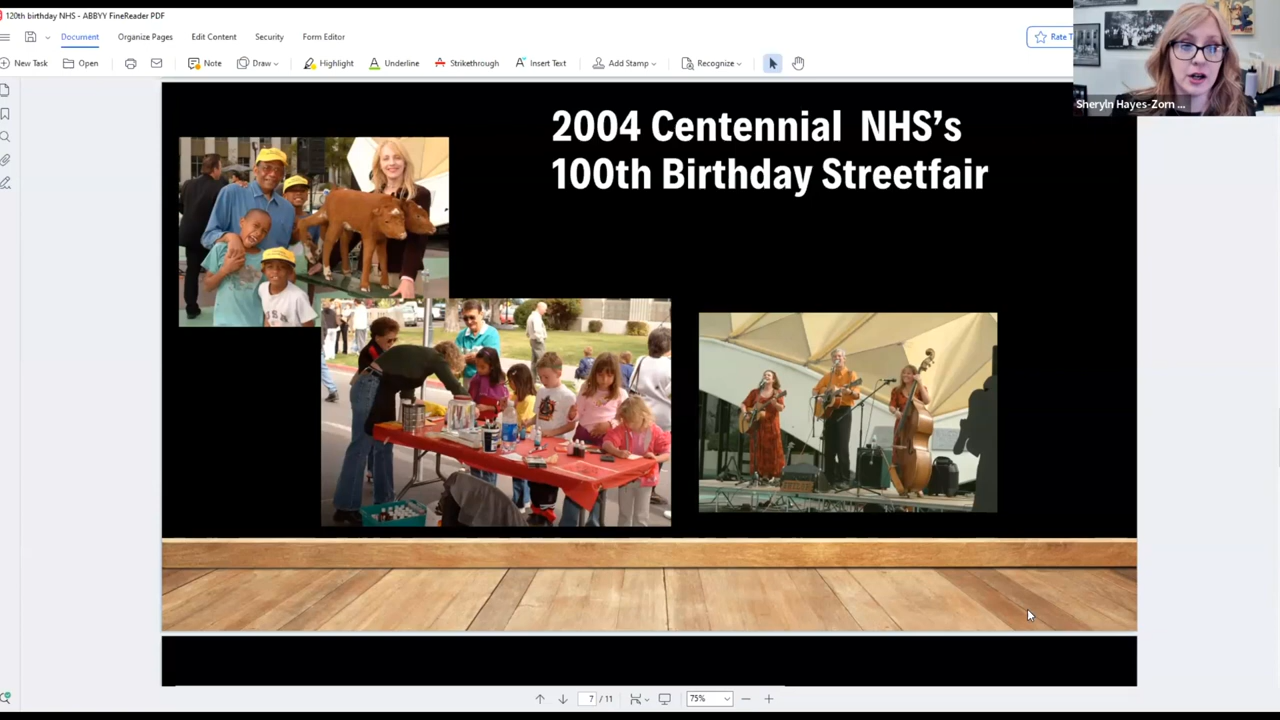 120th birthday NHS - ABBYY FineReader PDF
Document Organize Pages Edit Content Security Form Editor
Rate T
New Task Open Note Draw Highlight Underline Strikethrough Insert Text Add Stamp Recognize
Sheryln Hayes-Zorn ...
2004 Centennial NHS's
100th Birthday Streetfair
7 / 11 75%